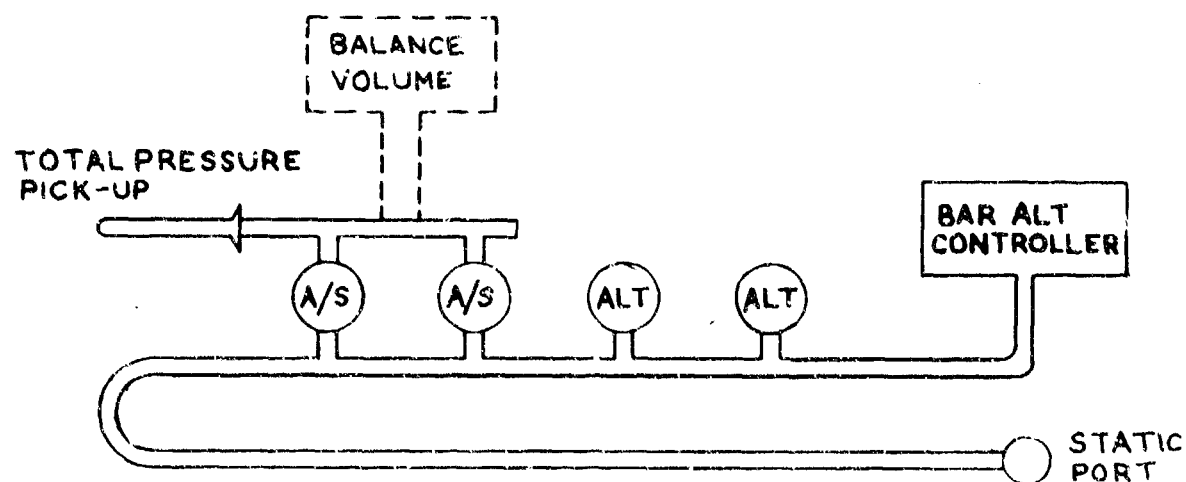 BALANCE
VOLUME
TOTAL PRESSURE
PICK-UP
BAR ALT
CONTROLLER
A/S
A/S
ALT
ALT
STATIC
PORT